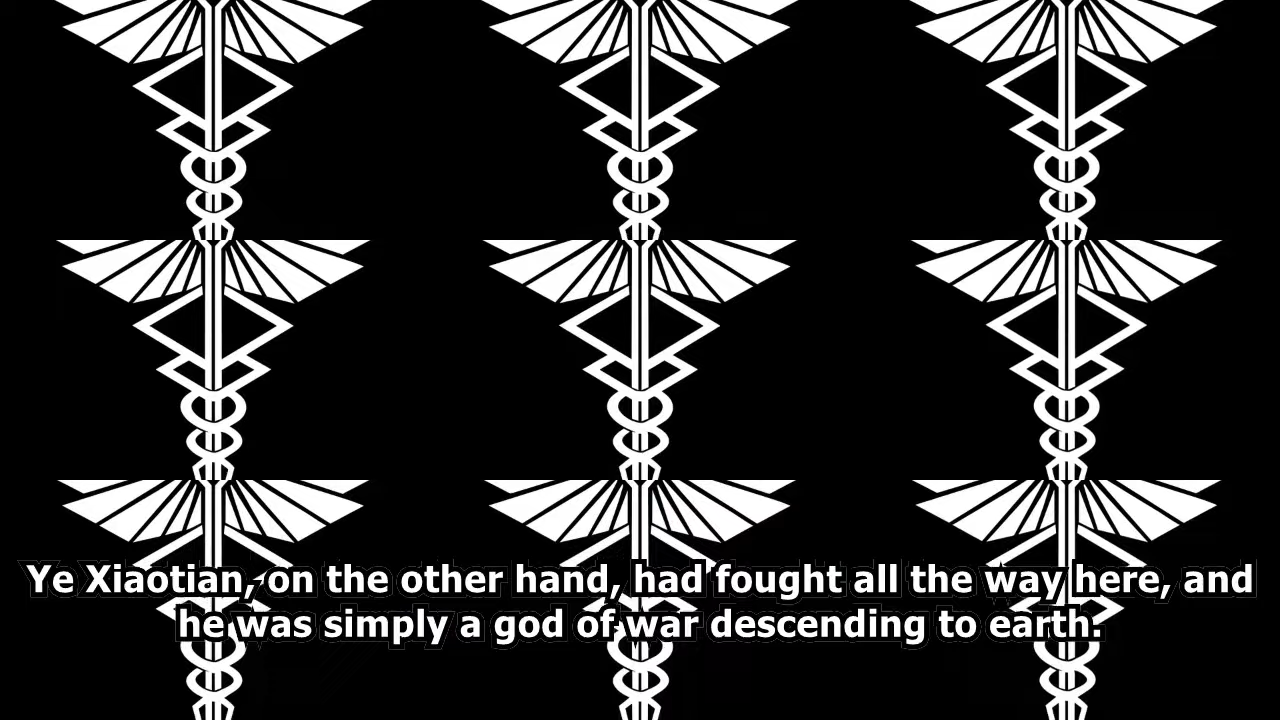 Ye Xiaotian, on the other hand, had fought all the way here, and
he was simply a god of war descending to earth.